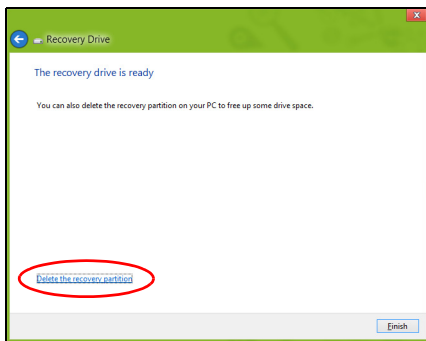 x
Recovery Drive
The recovery drive is ready
You can also delete the recovery partition on your PC to free up some drive space.
Delete the recovery partition
Finish